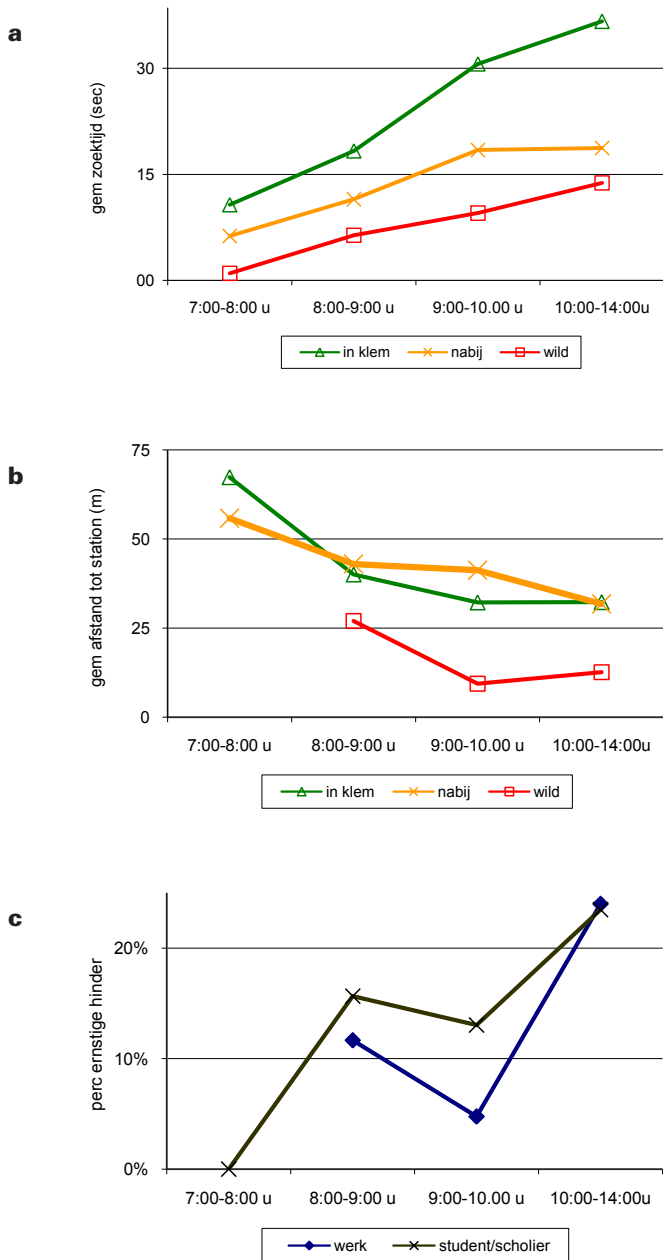 a
gem zoektijd (sec)
30
15
00
7:00-8:00 u 8:00-9:00 u 9:00-10.00 u 10:00-14:00u
in klem nabij wild
b
gem afstand tot station (m)
75
50
25
0
7:00-8:00 u 8:00-9:00 u 9:00-10.00 u 10:00-14:00u
in klem nabij wild
c
perc ernstige hinder
20%
10%
0%
7:00-8:00 u 8:00-9:00 u 9:00-10.00 u 10:00-14:00u
werk student/scholier